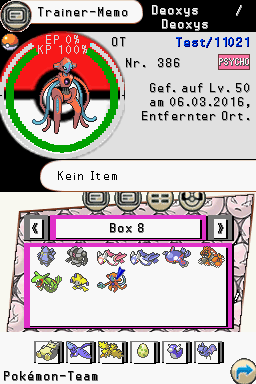 Trainer-Memo
Deoxys /
Deoxys
EP 0%
KP 100%
OT Test/11021
Nr. 386 PSYCHO
Gef. auf Lv. 50
am 06.03.2016,
Entfernter Ort.
Kein Item
Box 8
Pokémon-Team